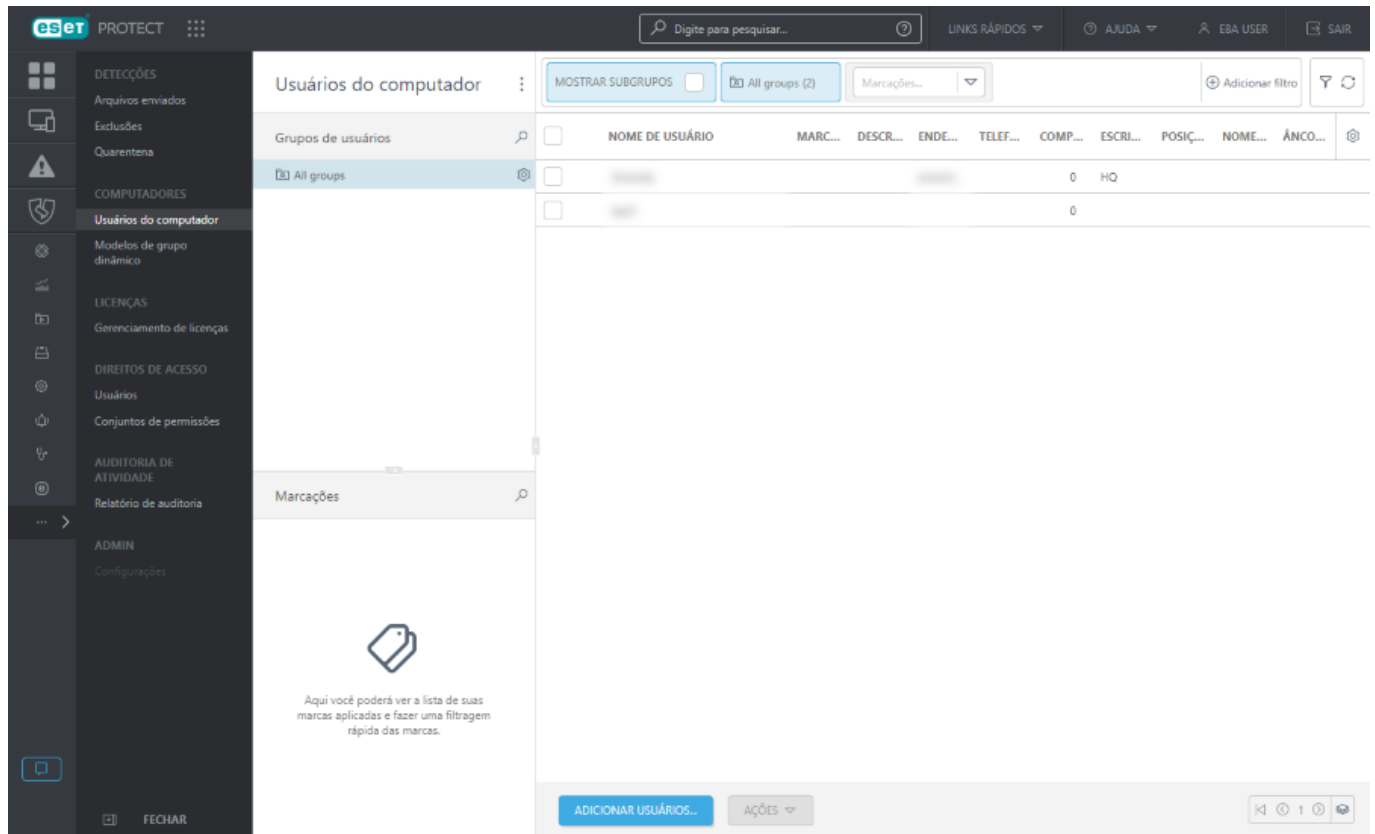 eset PROTECT
Digite para pesquisar...
LINKS RÁPIDOS
AJUDA
EBA USER
SAIR
DETECÇÕES
Arquivos enviados
Exclusões
Quarentena
COMPUTADORES
Usuários do computador
Modelos de grupo
dinâmico
LICENÇAS
Gerenciamento de licenças
DIREITOS DE ACESSO
Usuários
Conjuntos de permissões
AUDITORIA DE
ATIVIDADE
Relatório de auditoria
ADMIN
Configurações
FECHAR
Usuários do computador
Grupos de usuários
All groups
Marcações
Aqui você poderá ver a lista de suas
marcas aplicadas e fazer uma filtragem
rápida das marcas.
MOSTRAR SUBGRUPOS
All groups (2)
Marcações...
Adicionar filtro
NOME DE USUÁRIO MARC... DESCR... ENDE... TELEF... COMP... ESCRI... POSIÇ... NOME... ÂNCO...
0 HQ
0
ADICIONAR USUÁRIOS...
AÇÕES
1